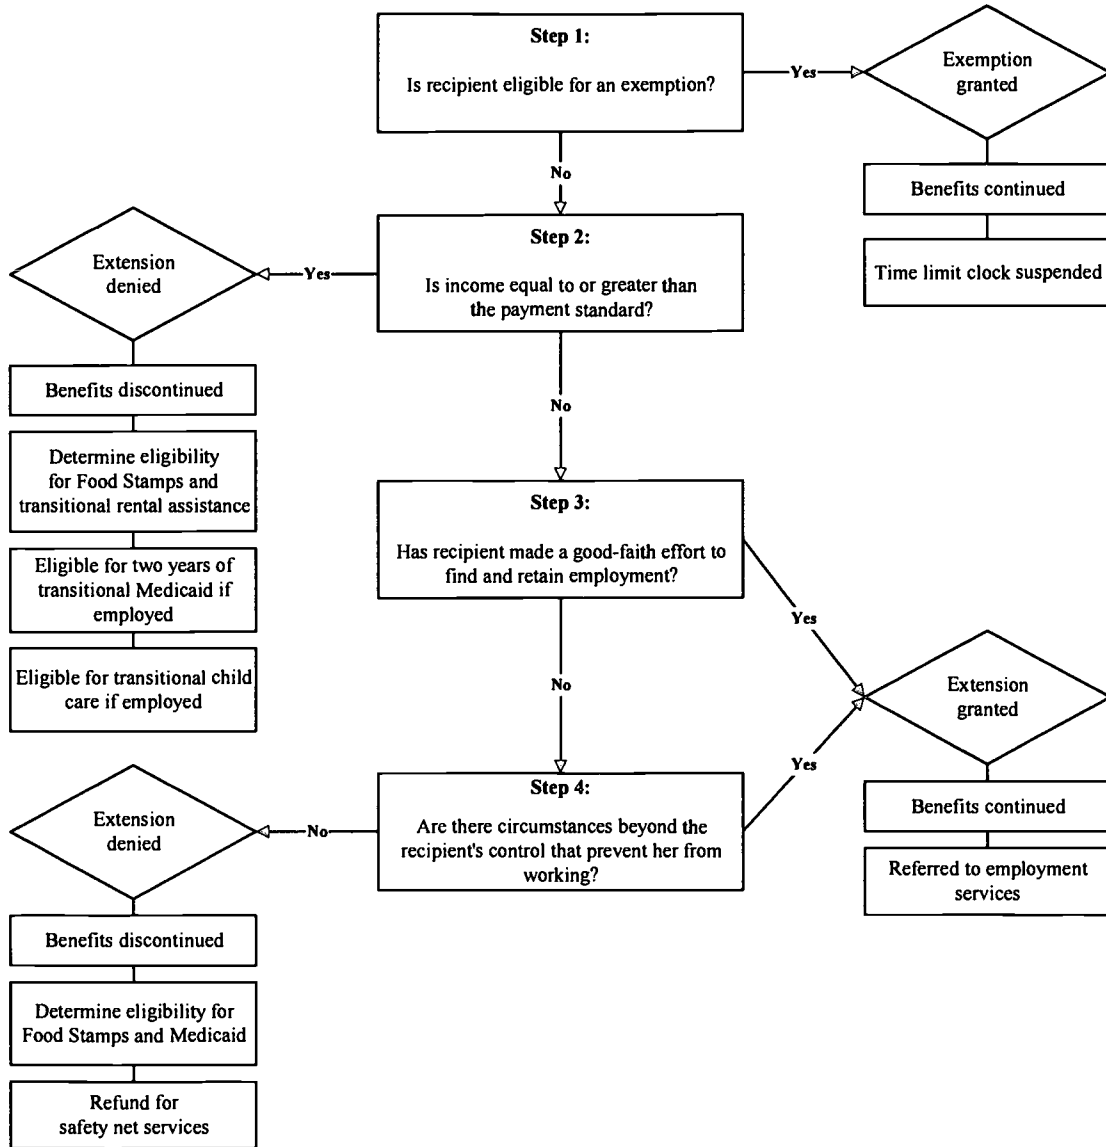 Step 1:
Is recipient eligible for an exemption?
Yes
Exemption
granted
Benefits continued
Time limit clock suspended
No
Step 2:
Is income equal to or greater than
the payment standard?
Yes
Extension
denied
Benefits discontinued
Determine eligibility
for Food Stamps and
transitional rental assistance
Eligible for two years of
transitional Medicaid if
employed
Eligible for transitional child
care if employed
No
Step 3:
Has recipient made a good-faith effort to
find and retain employment?
Yes
Extension
granted
Benefits continued
Referred to employment
services
No
Step 4:
Are there circumstances beyond the
recipient's control that prevent her from
working?
Yes
No
Extension
denied
Benefits discontinued
Determine eligibility for
Food Stamps and Medicaid
Refund for
safety net services